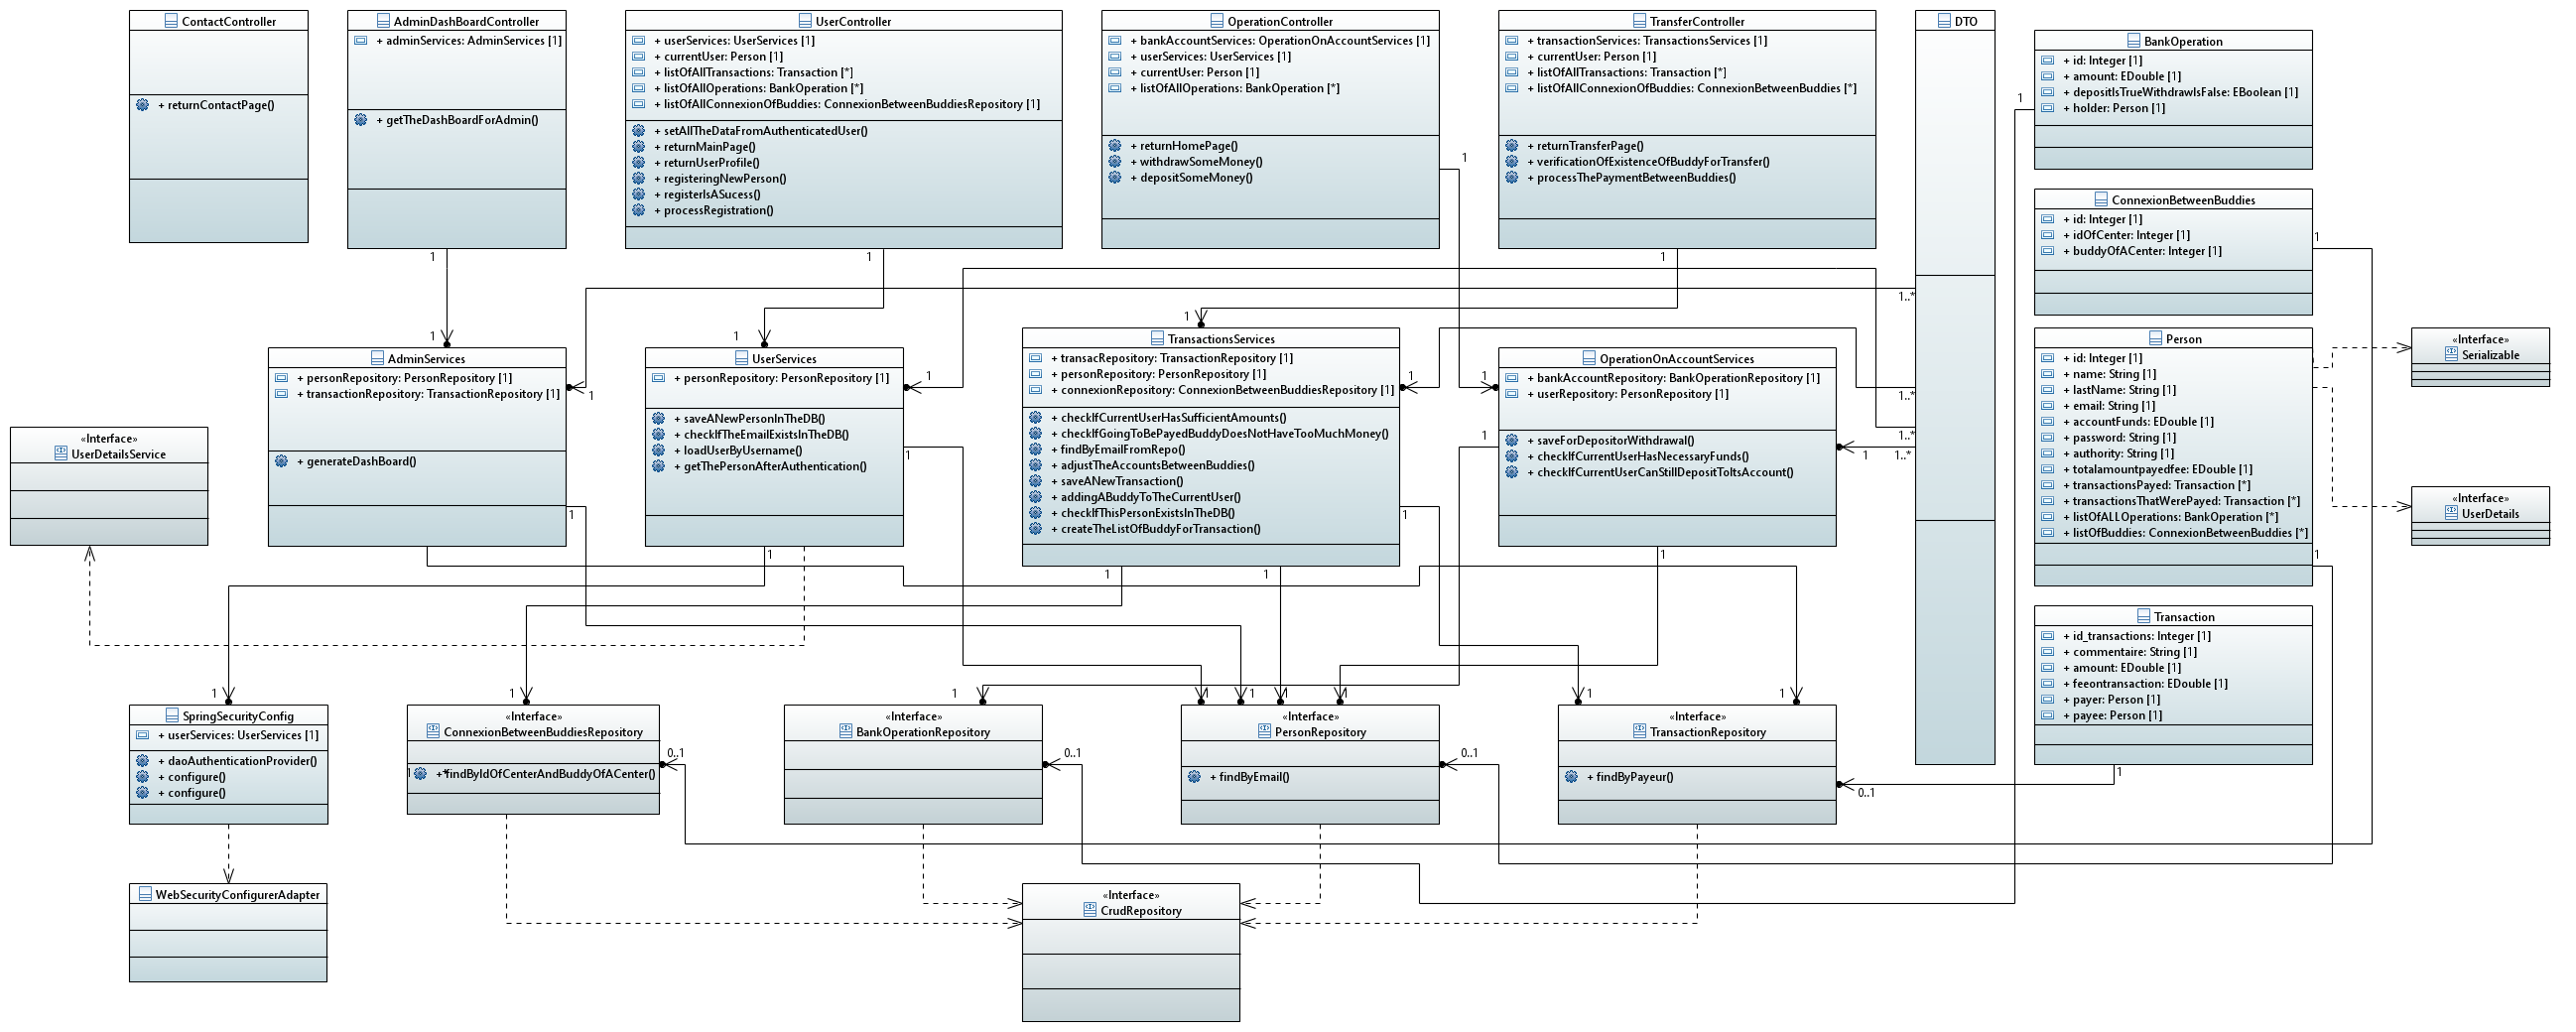 ContactController
+ returnContactPage()
AdminDashBoardController
+ adminServices: AdminServices [1]
+ getTheDashBoardForAdmin()
1
UserController
+ userServices: UserServices [1]
+ currentUser: Person [1]
+ listOfAllTransactions: Transaction [*]
+ listOfAllOperations: BankOperation [*]
+ listOfAllConnexionOfBuddies: ConnexionBetweenBuddiesRepository [1]
+ setAllTheDataFromAuthenticatedUser()
+ returnMainPage()
+ returnUserProfile()
+ registeringNewPerson()
+ registerIsASucess()
+ processRegistration()
1
OperationController
+ bankAccountServices: OperationOnAccountServices [1]
+ userServices: UserServices [1]
+ currentUser: Person [1]
+ listOfAllOperations: BankOperation [*]
+ returnHomePage()
+ withdrawSomeMoney()
+ depositSomeMoney()
1
TransferController
+ transactionServices: TransactionsServices [1]
+ currentUser: Person [1]
+ listOfAllTransactions: Transaction [*]
+ listOfAllConnexionOfBuddies: ConnexionBetweenBuddies [*]
+ returnTransferPage()
+ verificationOfExistenceOfBuddyForTransfer()
+ processThePaymentBetweenBuddies()
1
DTO
1..*
1..*
1..*
1..*
BankOperation
+ id: Integer [1]
+ amount: EDouble [1]
+ depositIsTrueWithdrawIsFalse: EBoolean [1]
+ holder: Person [1]
1
ConnexionBetweenBuddies
+ id: Integer [1]
+ idOfCenter: Integer [1]
+ buddyOfACenter: Integer [1]
1
Person
+ id: Integer [1]
+ name: String [1]
+ lastName: String [1]
+ email: String [1]
+ accountFunds: EDouble [1]
+ password: String [1]
+ authority: String [1]
+ totalamountpayedfee: EDouble [1]
+ transactionsPayed: Transaction [*]
+ transactionsThatWerePayed: Transaction [*]
+ listOfALLOperations: BankOperation [*]
+ listOfBuddies: ConnexionBetweenBuddies [*]
1
«Interface»
Serializable
«Interface»
UserDetails
Transaction
+ id_transactions: Integer [1]
+ commentaire: String [1]
+ amount: EDouble [1]
+ feeontransaction: EDouble [1]
+ payer: Person [1]
+ payee: Person [1]
1
«Interface»
UserDetailsService
1
AdminServices
+ personRepository: PersonRepository [1]
+ transactionRepository: TransactionRepository [1]
+ generateDashBoard()
1
1
1
UserServices
+ personRepository: PersonRepository [1]
+ saveANewPersonInTheDB()
+ checkIfTheEmailExistsInTheDB()
+ loadUserByUsername()
+ getThePersonAfterAuthentication()
1
1
1
1
TransactionsServices
+ transacRepository: TransactionRepository [1]
+ personRepository: PersonRepository [1]
+ connexionRepository: ConnexionBetweenBuddiesRepository [1]
+ checkIfCurrentUserHasSufficientAmounts()
+ checkIfGoingToBePayedBuddyDoesNotHaveTooMuchMoney()
+ findByEmailFromRepo()
+ adjustTheAccountsBetweenBuddies()
+ saveANewTransaction()
+ addingABuddyToTheCurrentUser()
+ checkIfThisPersonExistsInTheDB()
+ createTheListOfBuddyForTransaction()
1
1
1
1
1
OperationOnAccountServices
+ bankAccountRepository: BankOperationRepository [1]
+ userRepository: PersonRepository [1]
+ saveForDepositorWithdrawal()
+ checkIfCurrentUserHasNecessaryFunds()
+ checkIfCurrentUserCanStillDepositToItsAccount()
1
1
1
1
SpringSecurityConfig
+ userServices: UserServices [1]
+ daoAuthenticationProvider()
+ configure()
+ configure()
1
«Interface»
ConnexionBetweenBuddiesRepository
1
+*findByIdOfCenterAndBuddyOfACenter()
0..1
1
«Interface»
BankOperationRepository
0..1
1
1
1
1
«Interface»
PersonRepository
+ findByEmail()
0..1
1
1
«Interface»
TransactionRepository
+ findByPayeur()
0..1
WebSecurityConfigurerAdapter
«Interface»
CrudRepository